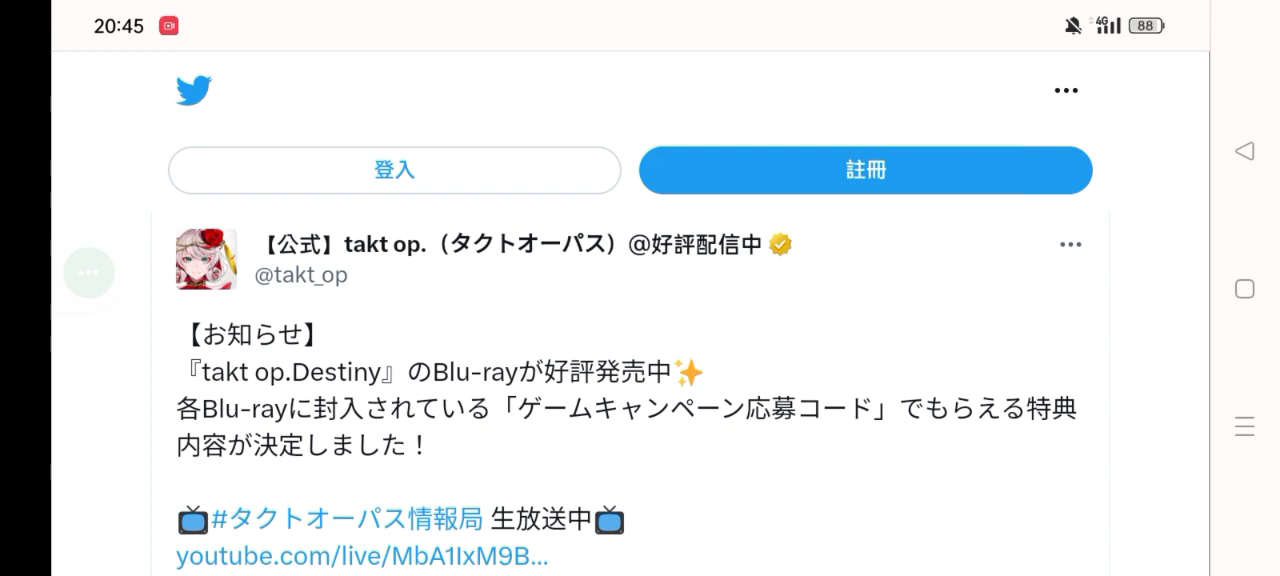 20:45
4G
88
登入
註冊
【公式】takt op.（タクトオーパス）@好評配信中
@takt_op
【お知らせ】
『takt op.Destiny』のBlu-rayが好評発売中✨
各Blu-rayに封入されている「ゲームキャンペーン応募コード」でもらえる特典
内容が決定しました！
📺#タクトオーパス情報局 生放送中📺
youtube.com/live/MbA1IxM9B...